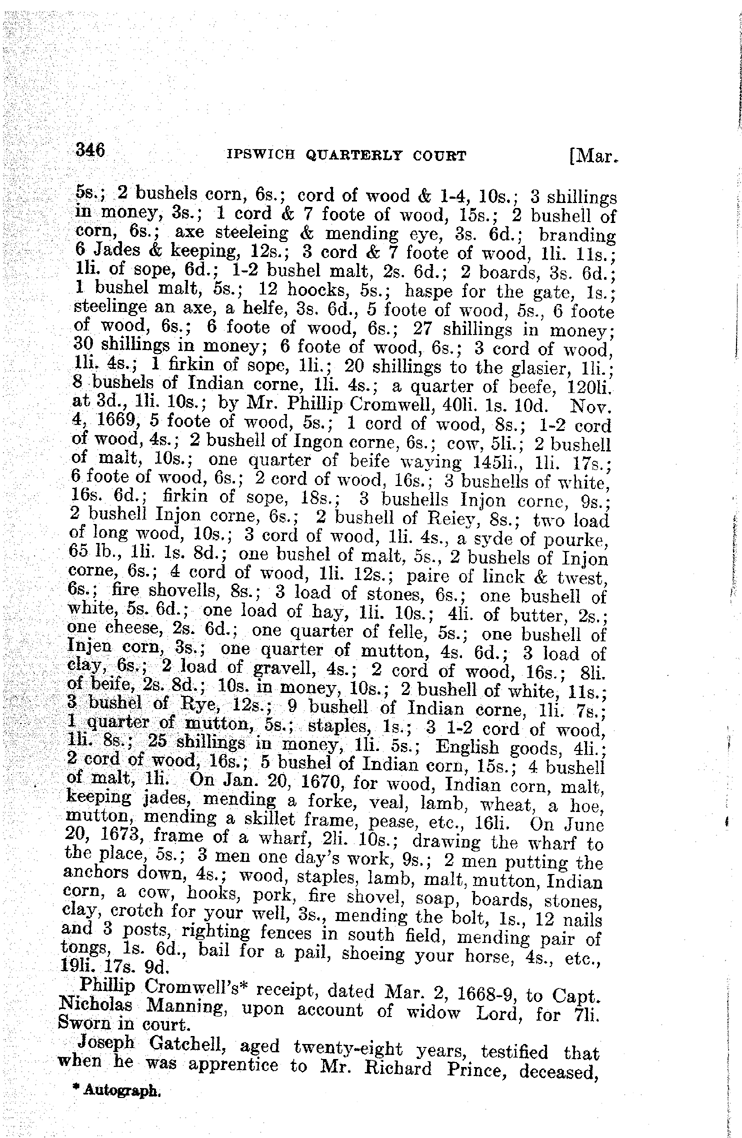 346 IPSWICH QUARTERLY COURT [Mar.
5s.; 2 bushels corn, 6s.; cord of wood & 1-4, 10s.; 3 shillings
in money, 3s.; 1 cord & 7 foote of wood, 15s.; 2 bushell of
corn, 6s.; axe steeleing & mending eye, 3s. 6d.; branding
6 Jades & keeping, 12s.; 3 cord & 7 foote of wood, 1li. 11s.;
1li. of sope, 6d.; 1-2 bushel malt, 2s. 6d.; 2 boards, 3s. 6d.;
1 bushel malt, 5s.; 12 hoocks, 5s.; haspe for the gate, 1s.;
steelinge an axe, a helfe, 3s. 6d., 5 foote of wood, 5s., 6 foote
of wood, 6s.; 6 foote of wood, 6s.; 27 shillings in money;
30 shillings in money; 6 foote of wood, 6s.; 3 cord of wood,
1li. 4s.; 1 firkin of sope, 1li.; 20 shillings to the glasier, 1li.;
8 bushels of Indian corne, 1li. 4s.; a quarter of beefe, 120li.
at 3d., 1li. 10s.; by Mr. Phillip Cromwell, 40li. 1s. 10d. Nov.
4, 1669, 5 foote of wood, 5s.; 1 cord of wood, 8s.; 1-2 cord
of wood, 4s.; 2 bushell of Ingon corne, 6s.; cow, 5li.; 2 bushell
of malt, 10s.; one quarter of beife waying 145li., 1li. 17s.;
6 foote of wood, 6s.; 2 cord of wood, 16s.; 3 bushells of white,
16s. 6d.; firkin of sope, 18s.; 3 bushells Injon corne, 9s.;
2 bushell Injon corne, 6s.; 2 bushell of Reiey, 8s.; two load
of long wood, 10s.; 3 cord of wood, 1li. 4s., a syde of pourke,
65 lb., 1li. 1s. 8d.; one bushel of malt, 5s., 2 bushels of Injon
corne, 6s.; 4 cord of wood, 1li. 12s.; paire of linck & twest,
6s.; fire shovells, 8s.; 3 load of stones, 6s.; one bushell of
white, 5s. 6d.; one load of hay, 1li. 10s.; 4li. of butter, 2s.;
one cheese, 2s. 6d.; one quarter of felle, 5s.; one bushell of
Injen corn, 3s.; one quarter of mutton, 4s. 6d.; 3 load of
clay, 6s.; 2 load of gravell, 4s.; 2 cord of wood, 16s.; 8li.
of beife, 2s. 8d.; 10s. in money, 10s.; 2 bushell of white, 11s.;
3 bushel of Rye, 12s.; 9 bushell of Indian corne, 1li. 7s.;
1 quarter of mutton, 5s.; staples, 1s.; 3 1-2 cord of wood,
1li. 8s.; 25 shillings in money, 1li. 5s.; English goods, 4li.;
2 cord of wood, 16s.; 5 bushel of Indian corn, 15s.; 4 bushell
of malt, 1li. On Jan. 20, 1670, for wood, Indian corn, malt,
keeping jades, mending a forke, veal, lamb, wheat, a hoe,
mutton, mending a skillet frame, pease, etc., 16li. On June
20, 1673, frame of a wharf, 2li. 10s.; drawing the wharf to
the place, 5s.; 3 men one day's work, 9s.; 2 men putting the
anchors down, 4s.; wood, staples, lamb, malt, mutton, Indian
corn, a cow, hooks, pork, fire shovel, soap, boards, stones,
clay, crotch for your well, 3s., mending the bolt, 1s., 12 nails
and 3 posts, righting fences in south field, mending pair of
tongs, 1s. 6d., bail for a pail, shoeing your horse, 4s., etc.,
19li. 17s. 9d.
Phillip Cromwell's* receipt, dated Mar. 2, 1668-9, to Capt.
Nicholas Manning, upon account of widow Lord, for 7li.
Sworn in court.
Joseph Gatchell, aged twenty-eight years, testified that
when he was apprentice to Mr. Richard Prince, deceased,
* Autograph.